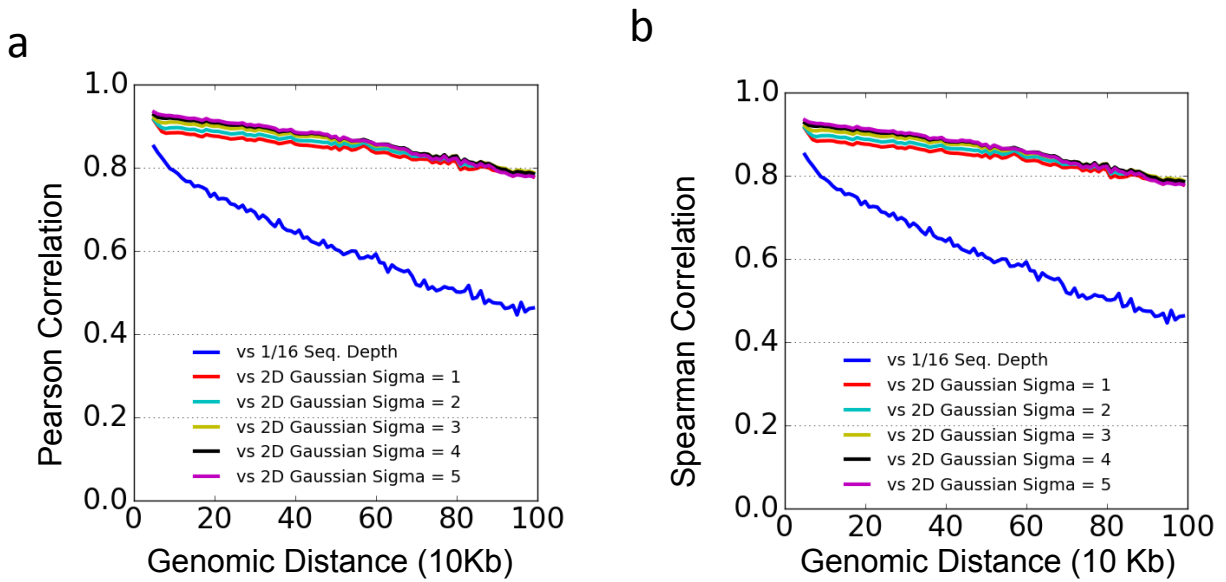 a
Pearson Correlation
1.0
0.8
0.6
0.4
0.2
0.0
vs 1/16 Seq. Depth
vs 2D Gaussian Sigma = 1
vs 2D Gaussian Sigma = 2
vs 2D Gaussian Sigma = 3
vs 2D Gaussian Sigma = 4
vs 2D Gaussian Sigma = 5
0 20 40 60 80 100
Genomic Distance (10Kb)
b
Spearman Correlation
1.0
0.8
0.6
0.4
0.2
0.0
vs 1/16 Seq. Depth
vs 2D Gaussian Sigma = 1
vs 2D Gaussian Sigma = 2
vs 2D Gaussian Sigma = 3
vs 2D Gaussian Sigma = 4
vs 2D Gaussian Sigma = 5
0 20 40 60 80 100
Genomic Distance (10 Kb)